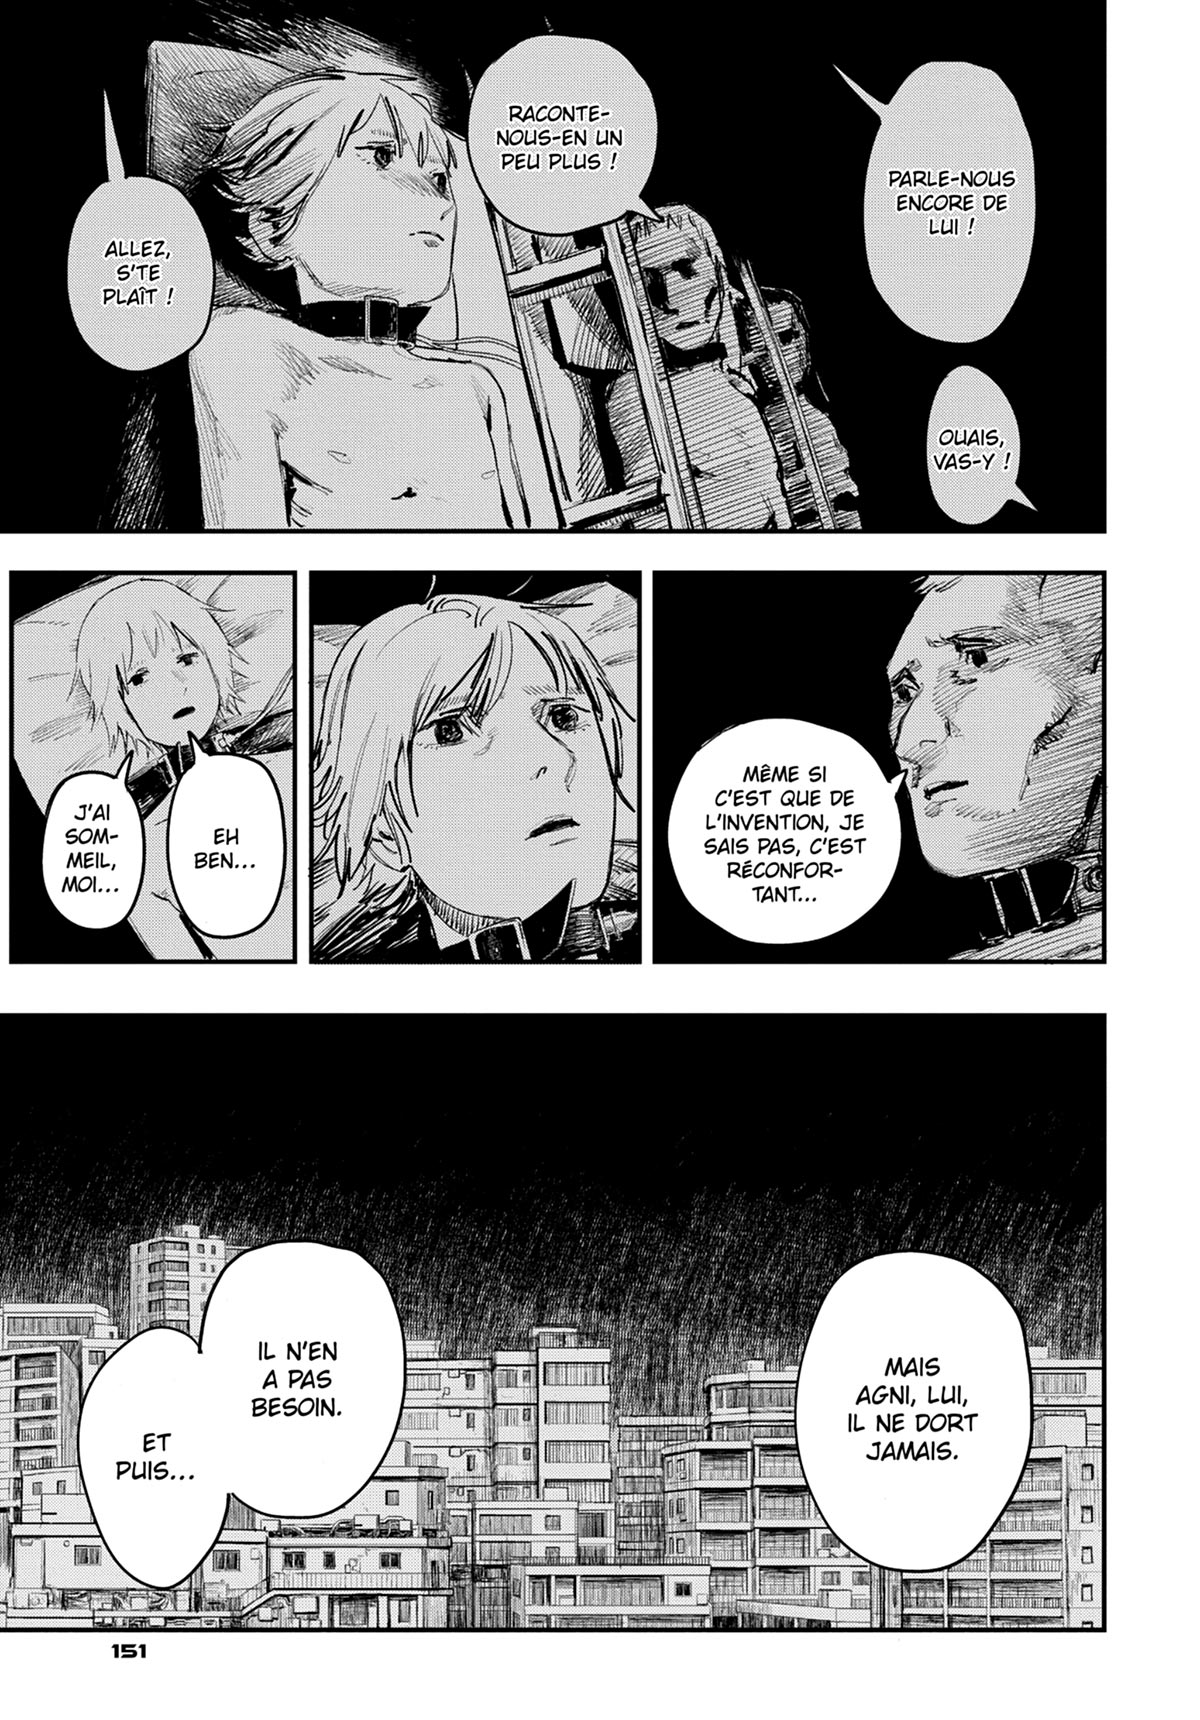 PARLE-NOUS
ENCORE DE
LUI !
RACONTE-
NOUS-EN UN
PEU PLUS !
OUAIS,
VAS-Y !
ALLEZ,
S'TE
PLAÎT !
MÊME SI
C'EST QUE DE
L'INVENTION, JE
SAIS PAS, C'EST
RÉCONFOR-
TANT...
EH
BEN...
J'AI
SOM-
MEIL,
MOI...
MAIS
AGNI, LUI,
IL NE DORT
JAMAIS.
IL N'EN
A PAS
BESOIN.
ET
PUIS...
151